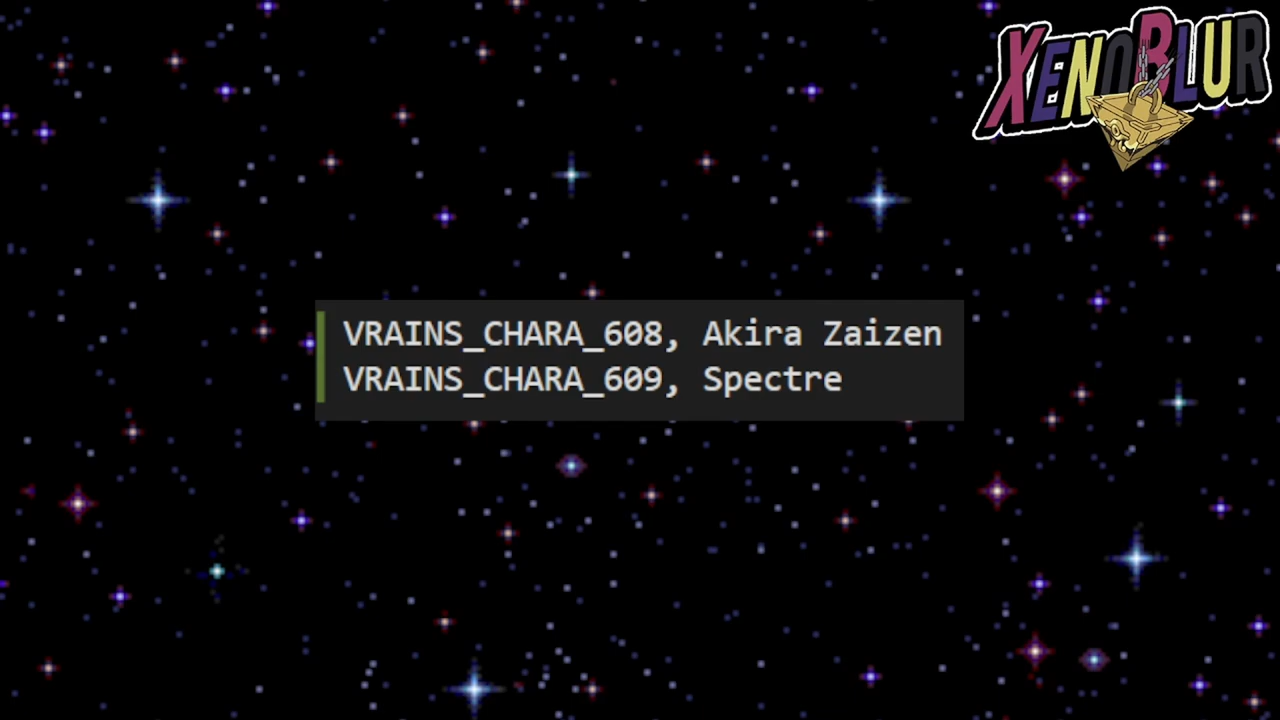 XENOBLUR
VRAINS_CHARA_608, Akira Zaizen
VRAINS_CHARA_609, Spectre